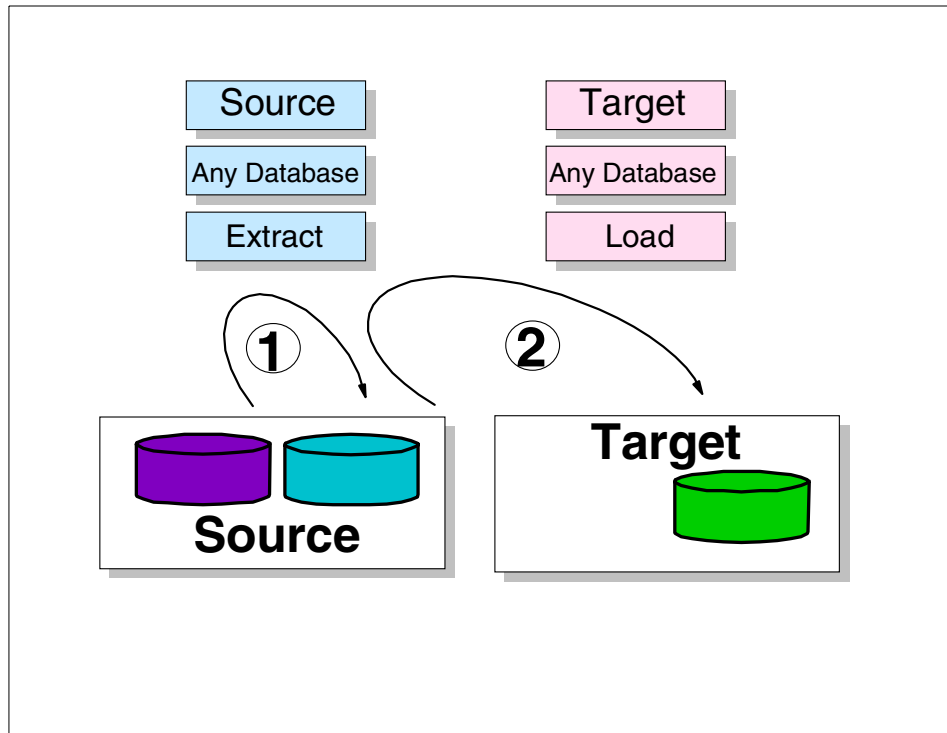 Source
Target
Any Database
Any Database
Extract
Load
1
2
Source
Target